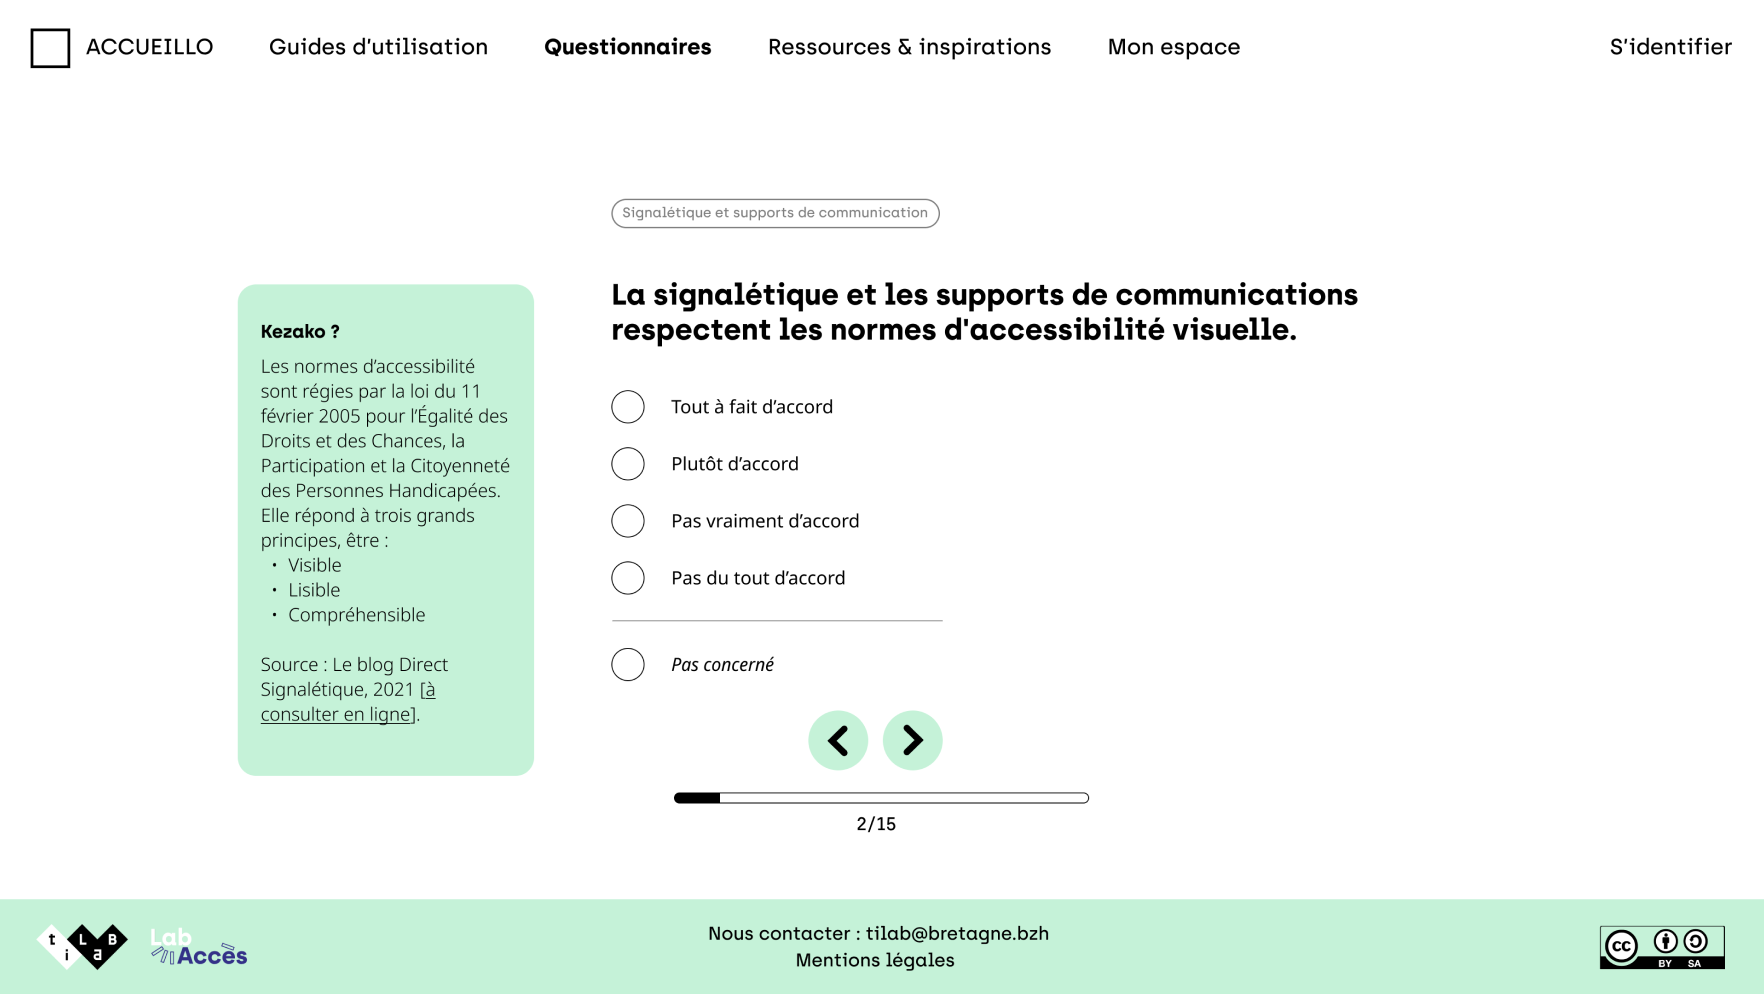 ACCUEILLO
Guides d’utilisation
Questionnaires
Ressources & inspirations
Mon espace
S'identifier
Signalétique et supports de communication
La signalétique et les supports de communications
respectent les normes d'accessibilité visuelle.
Kezako ?
Les normes d’accessibilité
sont régies par la loi du 11
février 2005 pour l’Égalité des
Droits et des Chances, la
Participation et la Citoyenneté
des Personnes Handicapées.
Elle répond à trois grands
principes, être :
• Visible
• Lisible
• Compréhensible
Source : Le blog Direct
Signalétique, 2021 [à
consulter en ligne].
Tout à fait d’accord
Plutôt d’accord
Pas vraiment d’accord
Pas du tout d’accord
Pas concerné
2/15
ti LaB
Lab
Accès
Nous contacter : tilab@bretagne.bzh
Mentions légales
cc
BY SA